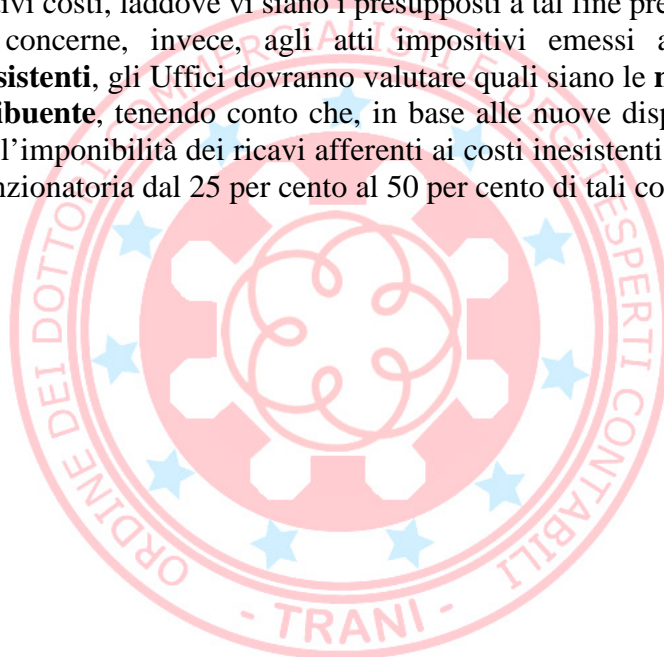 tivi costi, laddove vi siano i presupposti a tal fine pre
concerne, invece, agli atti impositivi emessi a
sistenti, gli Uffici dovranno valutare quali siano le
ribuente, tenendo conto che, in base alle nuove disp
l’imponibilità dei ricavi afferenti ai costi inesistenti
nzionatoria dal 25 per cento al 50 per cento di tali co
ORDINE DEI DOTTORI COMMERCIALISTI E DEGLI ESPERTI CONTABILI
- TRANI -